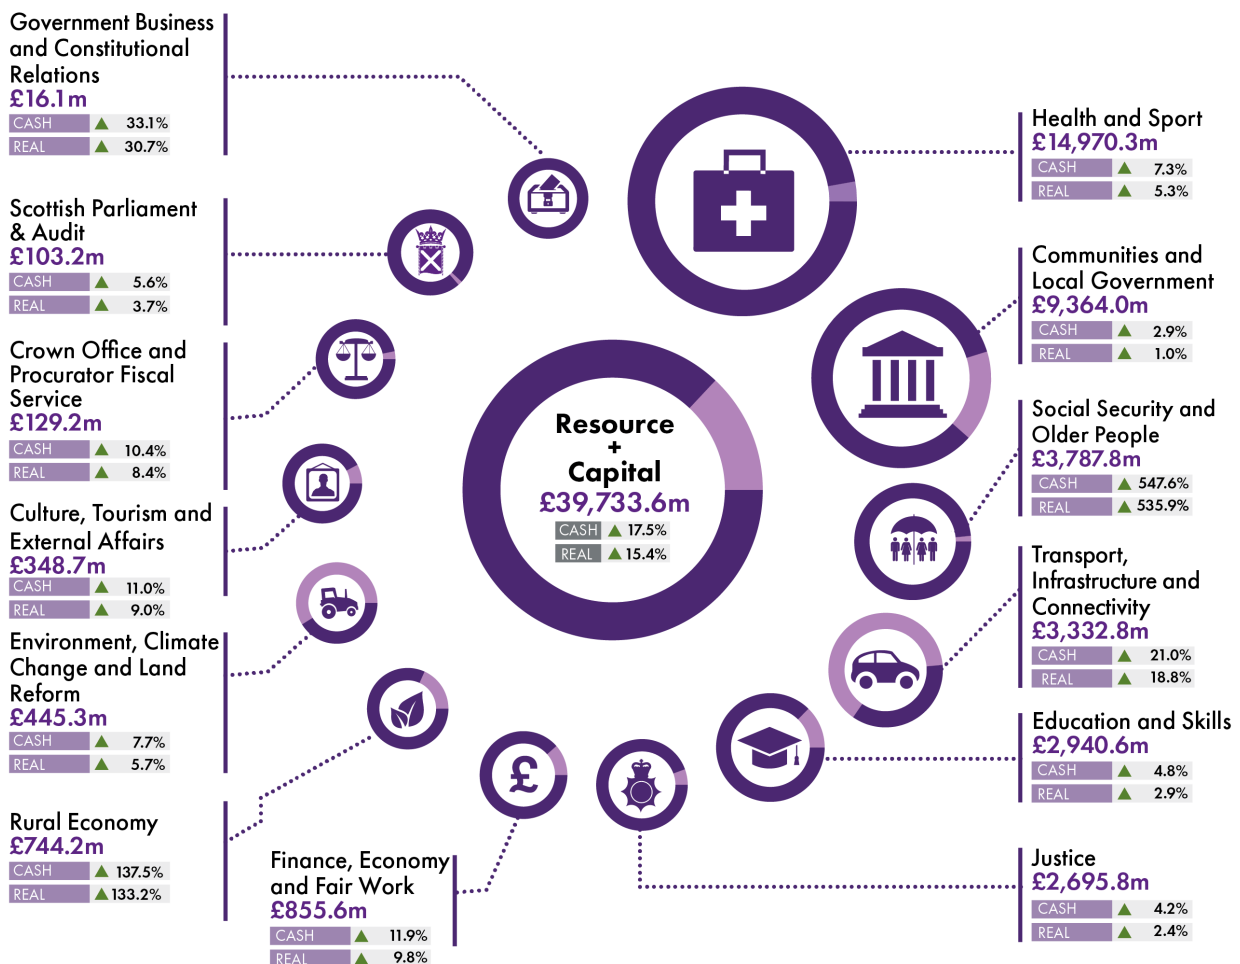 Government Business
and Constitutional
Relations
£16.1m
CASH ▲ 33.1%
REAL ▲ 30.7%
Scottish Parliament
& Audit
£103.2m
CASH ▲ 5.6%
REAL ▲ 3.7%
Crown Office and
Procurator Fiscal
Service
£129.2m
CASH ▲ 10.4%
REAL ▲ 8.4%
Culture, Tourism and
External Affairs
£348.7m
CASH ▲ 11.0%
REAL ▲ 9.0%
Environment, Climate
Change and Land
Reform
£445.3m
CASH ▲ 7.7%
REAL ▲ 5.7%
Rural Economy
£744.2m
CASH ▲ 137.5%
REAL ▲ 133.2%
Finance, Economy
and Fair Work
£855.6m
CASH ▲ 11.9%
REAL ▲ 9.8%
£
Resource
+
Capital
£39,733.6m
CASH ▲ 17.5%
REAL ▲ 15.4%
Health and Sport
£14,970.3m
CASH ▲ 7.3%
REAL ▲ 5.3%
Communities and
Local Government
£9,364.0m
CASH ▲ 2.9%
REAL ▲ 1.0%
Social Security and
Older People
£3,787.8m
CASH ▲ 547.6%
REAL ▲ 535.9%
Transport,
Infrastructure and
Connectivity
£3,332.8m
CASH ▲ 21.0%
REAL ▲ 18.8%
Education and Skills
£2,940.6m
CASH ▲ 4.8%
REAL ▲ 2.9%
Justice
£2,695.8m
CASH ▲ 4.2%
REAL ▲ 2.4%